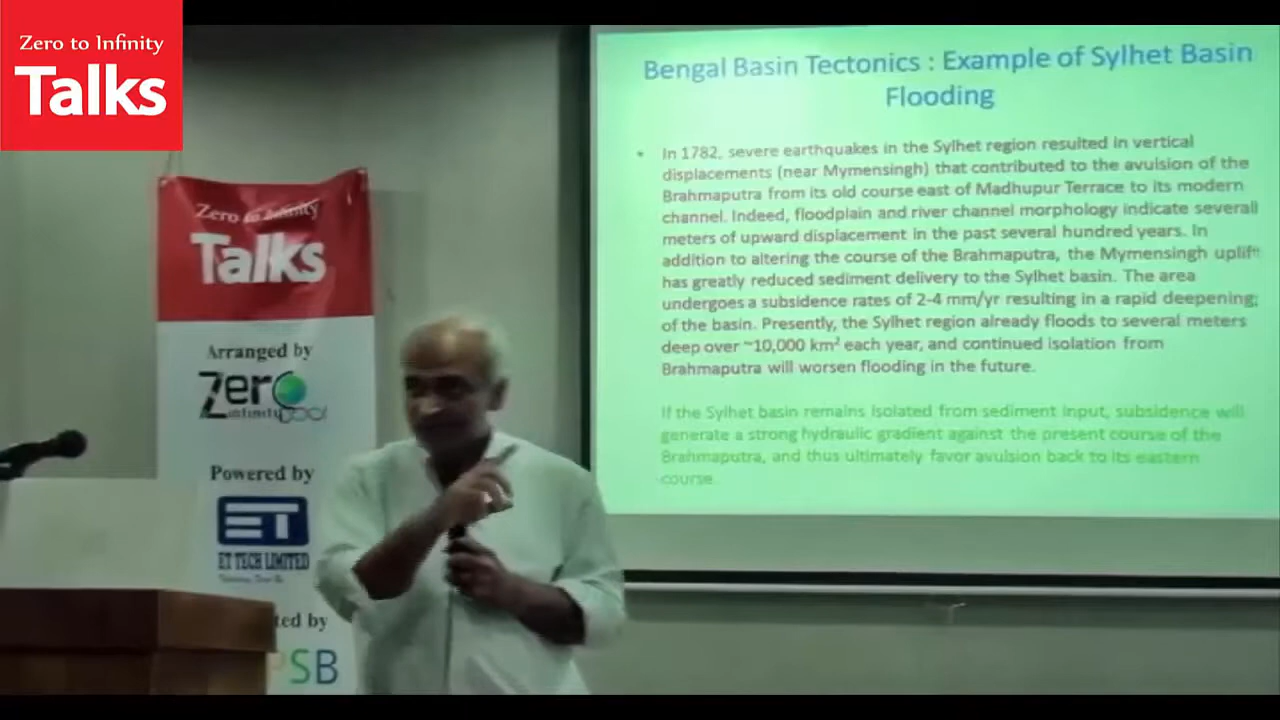 Zero to Infinity
Talks
Zero to Infinity
Talks
Arranged by
Zero
infinity
Powered by
ET
ET TECH LIMITED
ted by
SB
Bengal Basin Tectonics : Example of Sylhet Basin
Flooding
• In 1782, severe earthquakes in the Sylhet region resulted in vertical
displacements (near Mymensingh) that contributed to the avulsion of the
Brahmaputra from its old course east of Madhupur Terrace to its modern
channel. Indeed, floodplain and river channel morphology indicate severall
meters of upward displacement in the past several hundred years. In
addition to altering the course of the Brahmaputra, the Mymensingh uplift
has greatly reduced sediment delivery to the Sylhet basin. The area
undergoes a subsidence rates of 2-4 mm/yr resulting in a rapid deepening
of the basin. Presently, the Sylhet region already floods to several meters
deep over ~10,000 km² each year, and continued isolation from
Brahmaputra will worsen flooding in the future.
If the Sylhet basin remains isolated from sediment input, subsidence will
generate a strong hydraulic gradient against the present course of the
Brahmaputra, and thus ultimately favor avulsion back to its eastern
course.